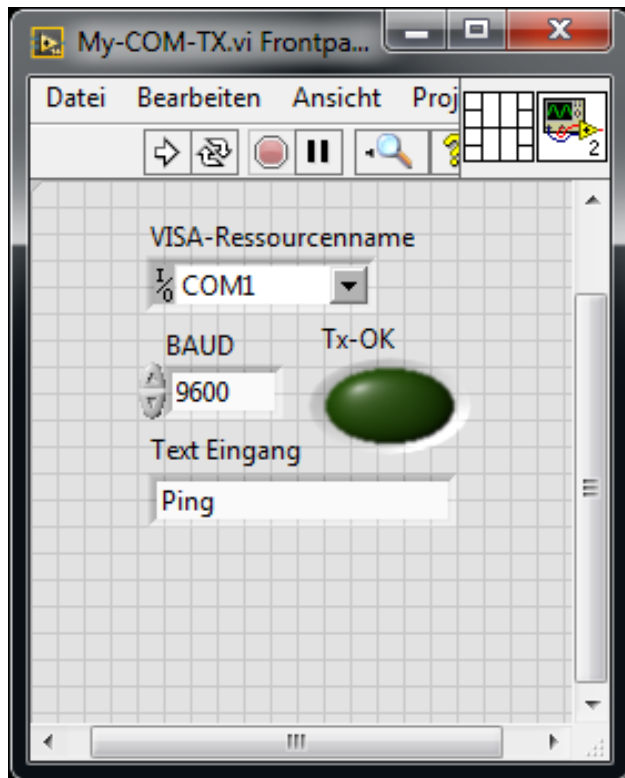 My-COM-TX.vi Frontpa...
Datei Bearbeiten Ansicht Proj
2
VISA-Ressourcenname
I/O COM1
BAUD Tx-OK
9600
Text Eingang
Ping